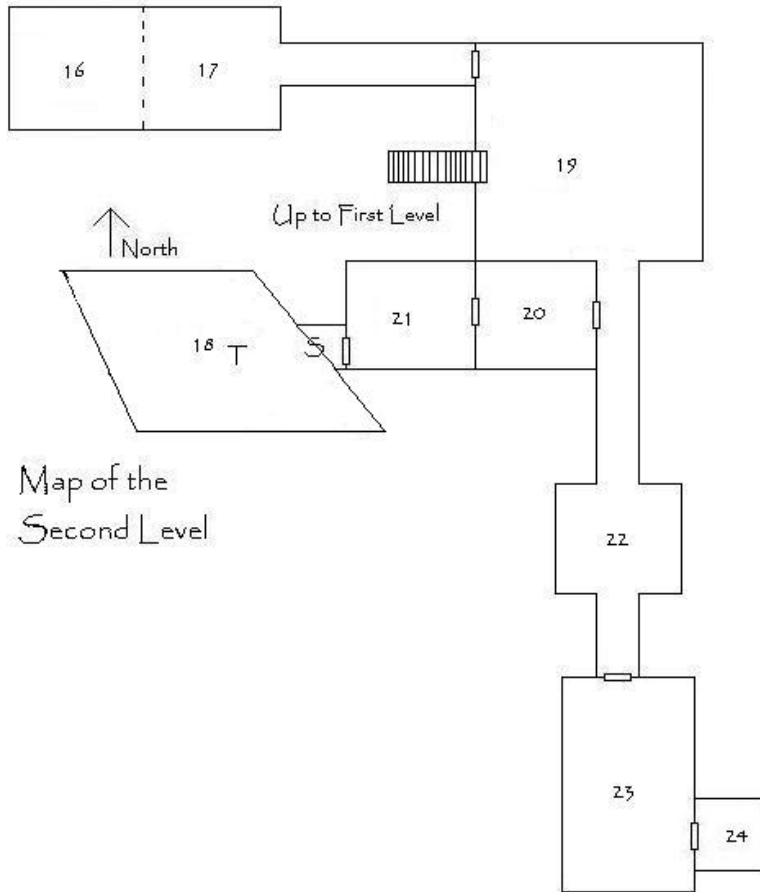 16
17
19
Up to First Level
North
21
20
18 T
S
Map of the
Second Level
22
23
24